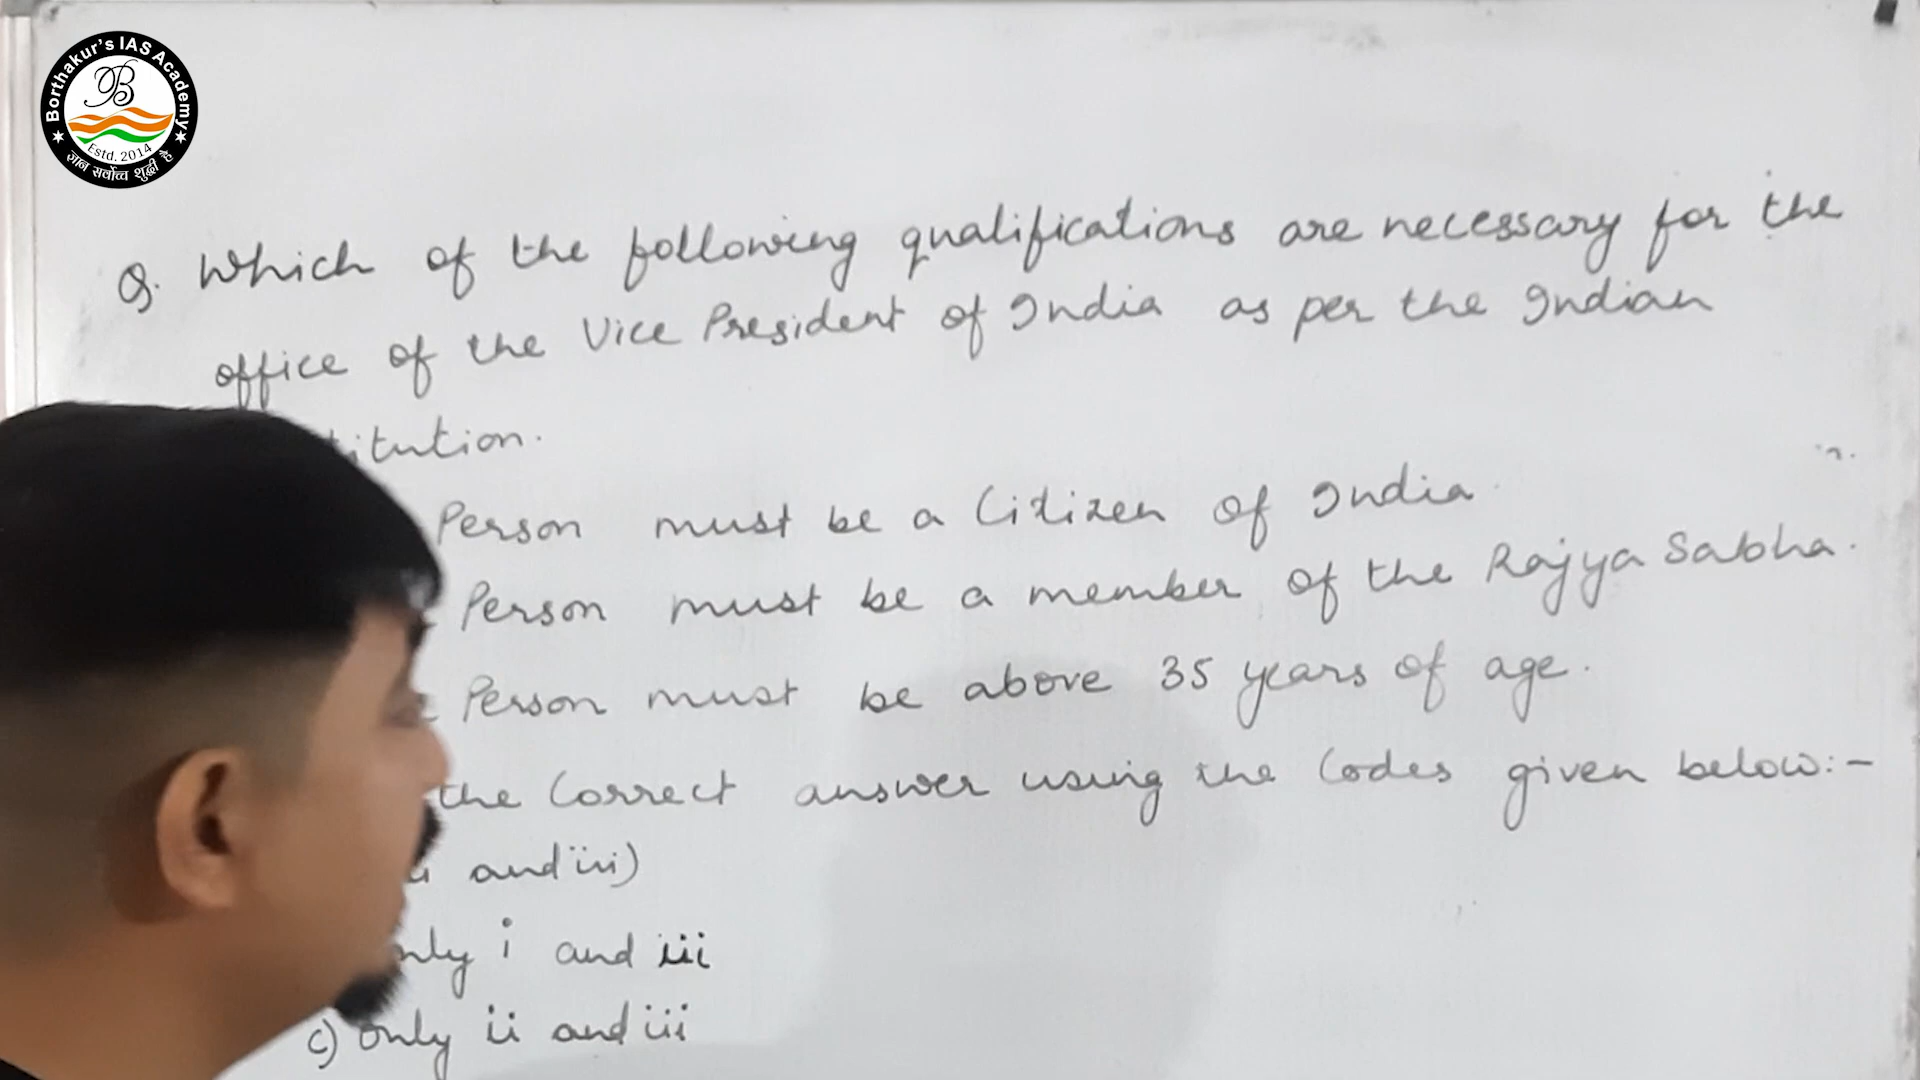 Borthakur's IAS Academy
B
Estd. 2014
ज्ञान सर्वोच्च शुद्धी है
Q. Which of the following qualifications are necessary for the
office of the Vice President of India as per the Indian
titution.
Person must be a Citizen of India
Person must be a member of the Rajya Sabha.
Person must be above 35 years of age.
the Correct answer using the Codes given below:-
and iii)
nly i and iii
c) only ii and iii